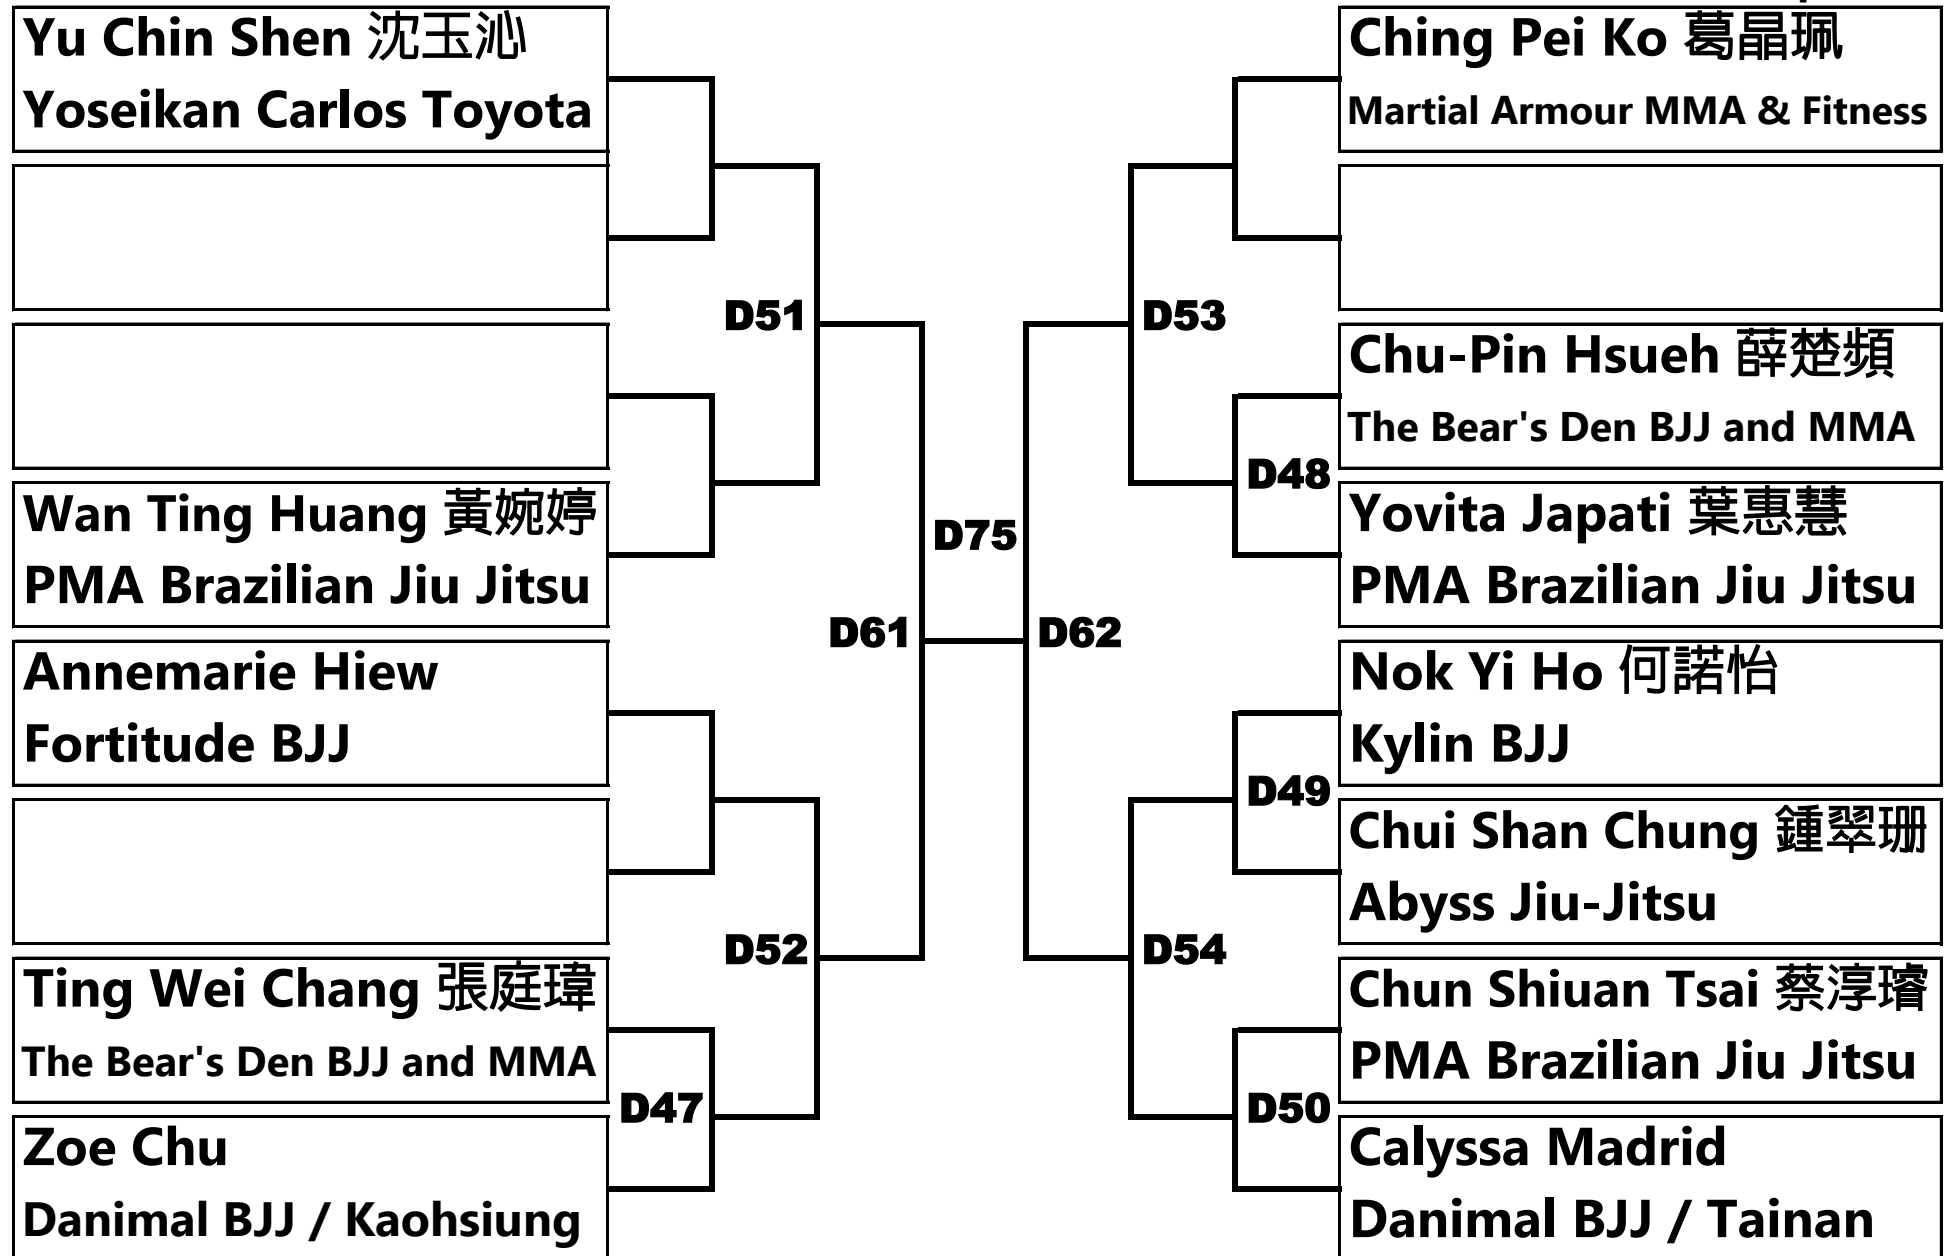 Yu Chin Shen 沈玉沁
Yoseikan Carlos Toyota
Wan Ting Huang 黃婉婷
PMA Brazilian Jiu Jitsu
Annemarie Hiew
Fortitude BJJ
Ting Wei Chang 張庭瑋
The Bear's Den BJJ and MMA
Zoe Chu
Danimal BJJ / Kaohsiung
D47
D51
D52
D61
D75
D62
D53
D54
D48
D49
D50
Ching Pei Ko 葛晶珮
Martial Armour MMA & Fitness
Chu-Pin Hsueh 薛楚頻
The Bear's Den BJJ and MMA
Yovita Japati 葉惠慧
PMA Brazilian Jiu Jitsu
Nok Yi Ho 何諾怡
Kylin BJJ
Chui Shan Chung 鍾翠珊
Abyss Jiu-Jitsu
Chun Shiuan Tsai 蔡淳璿
PMA Brazilian Jiu Jitsu
Calyssa Madrid
Danimal BJJ / Tainan